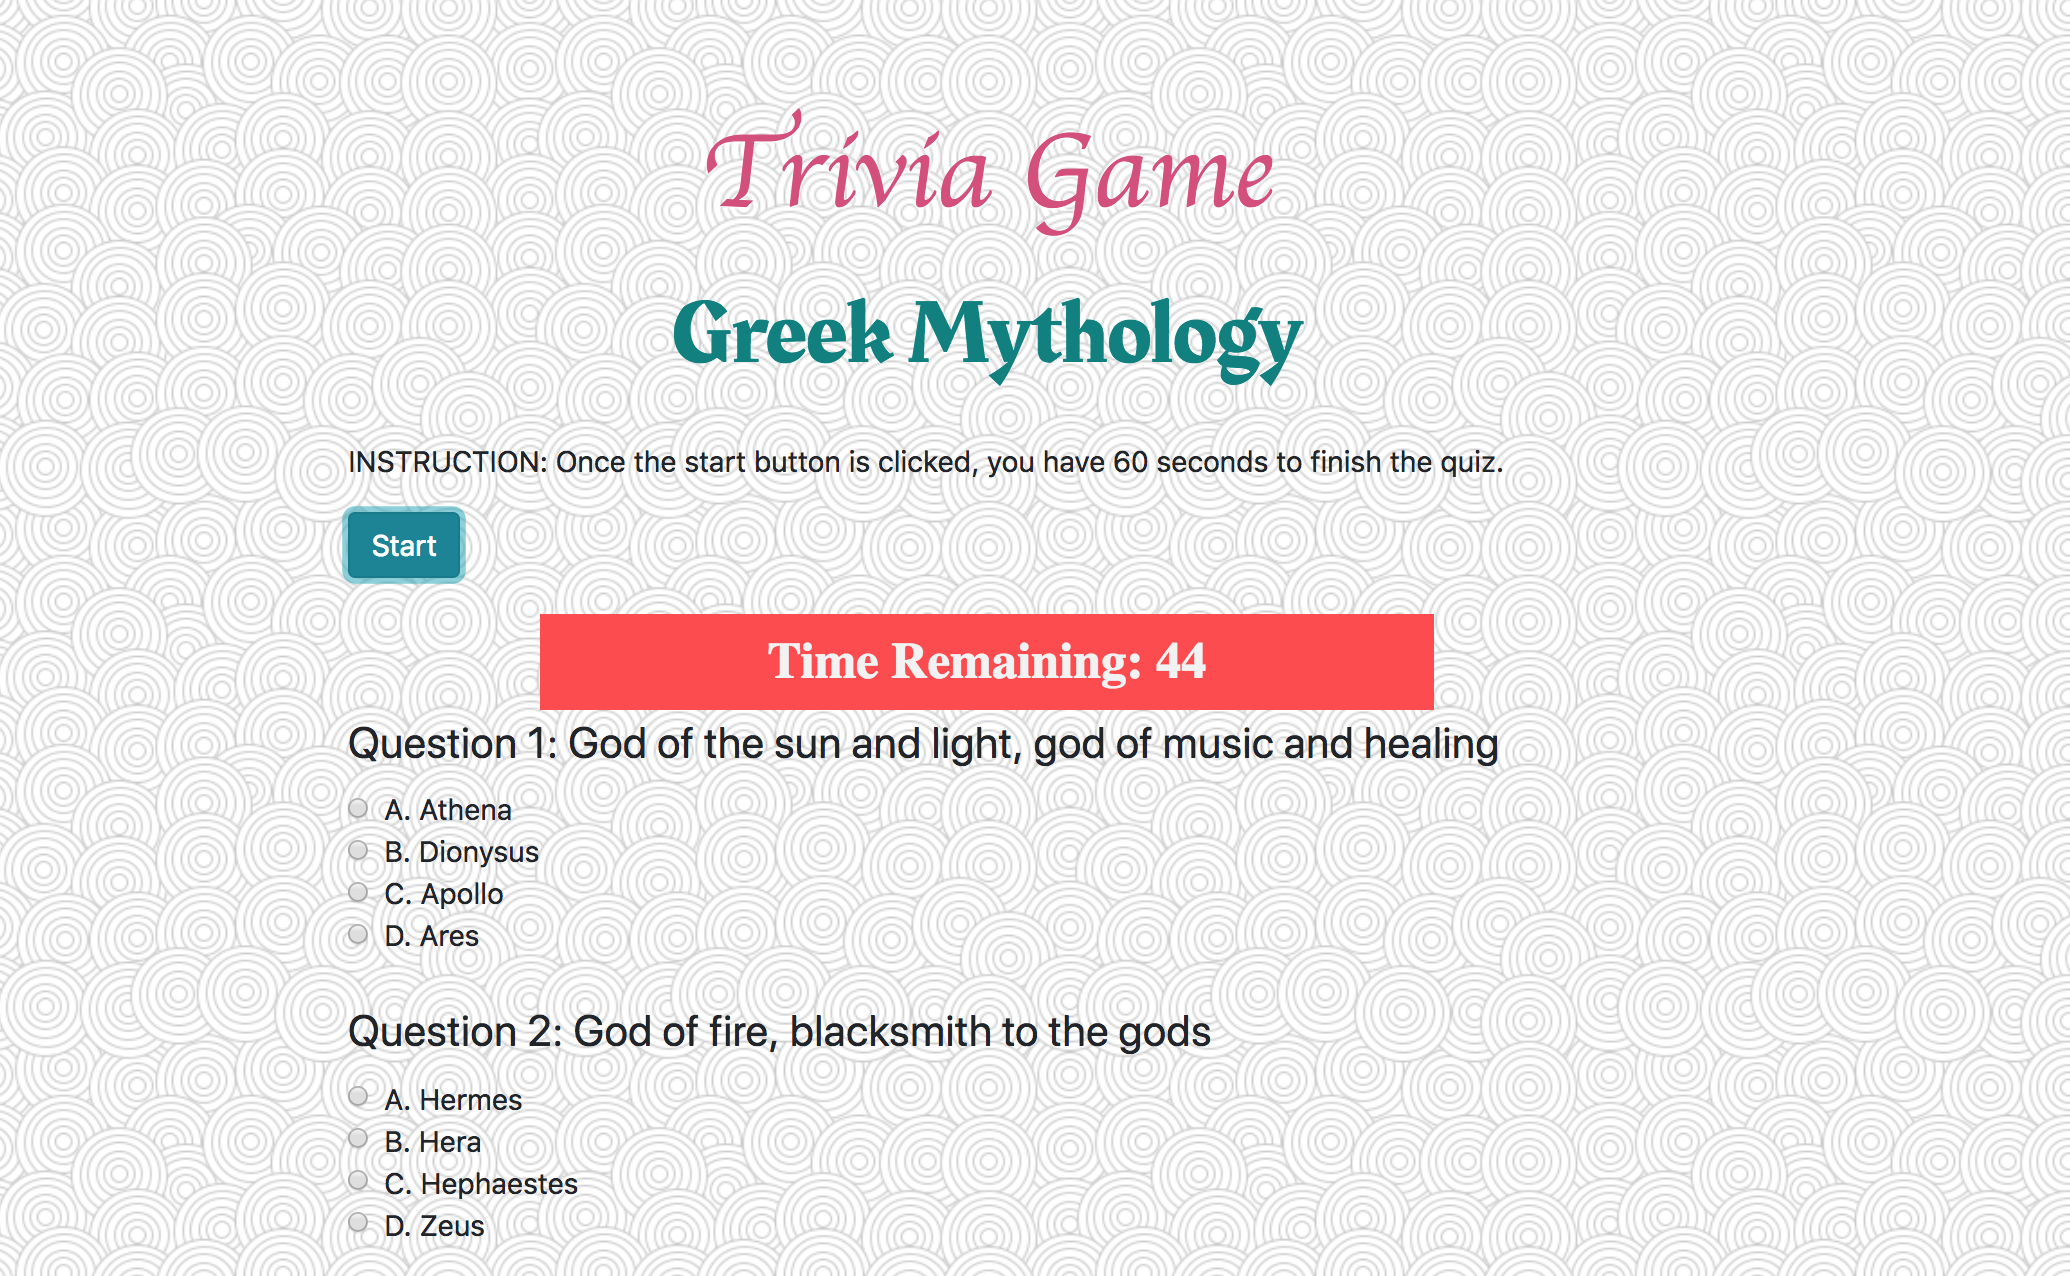 Trivia Game
Greek Mythology
INSTRUCTION: Once the start button is clicked, you have 60 seconds to finish the quiz.
Start
Time Remaining: 44
Question 1: God of the sun and light, god of music and healing
A. Athena
B. Dionysus
C. Apollo
D. Ares
Question 2: God of fire, blacksmith to the gods
A. Hermes
B. Hera
C. Hephaestes
D. Zeus